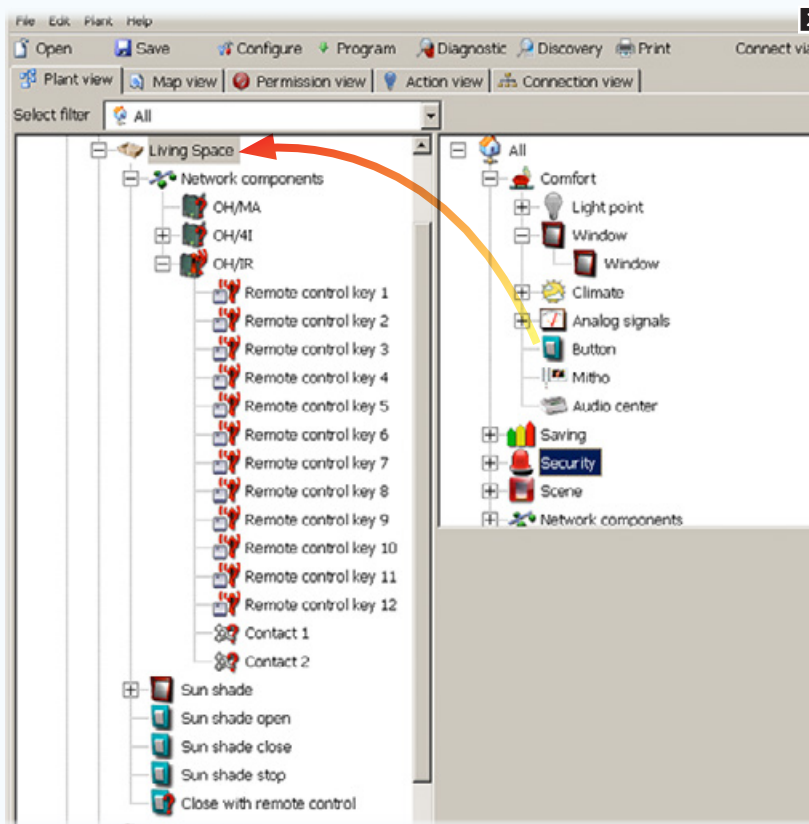 File Edit Plant Help
Open Save Configure Program Diagnostic Discovery Print Connect via
Plant view Map view Permission view Action view Connection view
Select filter All
Living Space
Network components
OH/MA
OH/4I
OH/IR
Remote control key 1
Remote control key 2
Remote control key 3
Remote control key 4
Remote control key 5
Remote control key 6
Remote control key 7
Remote control key 8
Remote control key 9
Remote control key 10
Remote control key 11
Remote control key 12
Contact 1
Contact 2
Sun shade
Sun shade open
Sun shade close
Sun shade stop
Close with remote control
All
Comfort
Light point
Window
Window
Climate
Analog signals
Button
Mitho
Audio center
Saving
Security
Scene
Network components